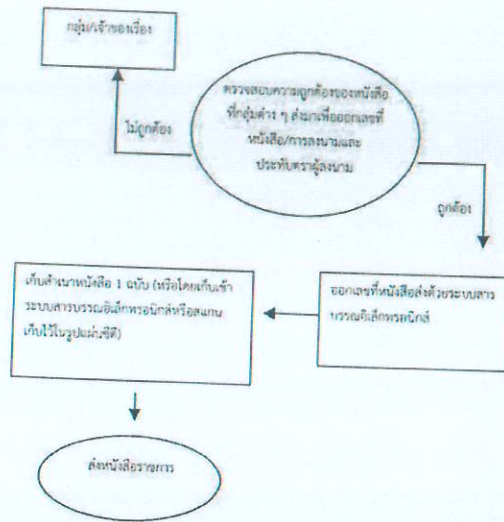 กลุ่ม/เจ้าของเรื่อง
ตรวจสอบความถูกต้องของหนังสือ
ที่กลุ่มต่าง ๆ ส่งมาเพื่อออกเลขที่
หนังสือ/การลงนามและ
ประทับตราผู้ลงนาม
ไม่ถูกต้อง
ถูกต้อง
เก็บสำเนาหนังสือ 1 ฉบับ (หรือโดยเก็บเข้า
ระบบสารบรรณอิเล็กทรอนิกส์หรือสแกน
เก็บไว้ในรูปแผ่นซีดี)
ออกเลขที่หนังสือส่งด้วยระบบสาร
บรรณอิเล็กทรอนิกส์
ส่งหนังสือราชการ